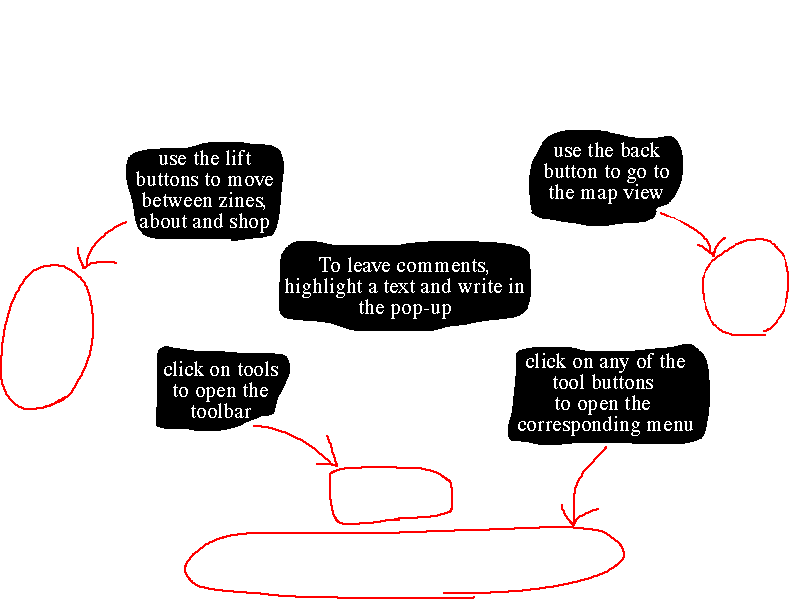 use the lift
buttons to move
between zines,
about and shop
use the back
button to go to
the map view
To leave comments,
highlight a text and write in
the pop-up
click on tools
to open the
toolbar
click on any of the
tool buttons
to open the
corresponding menu